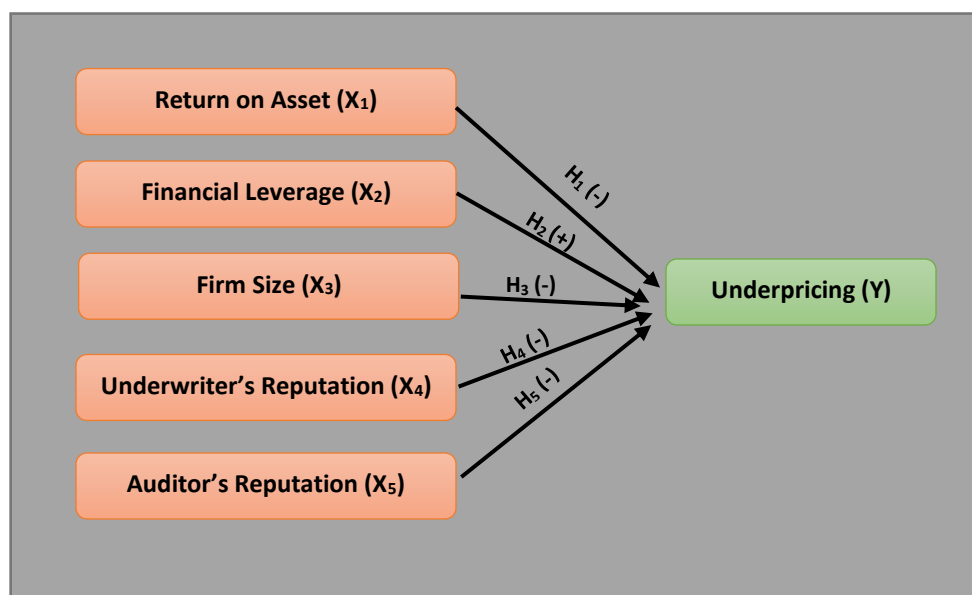 Return on Asset (X₁)
H₁ (-)
Financial Leverage (X₂)
H₂ (+)
Firm Size (X₃)
H₃ (-)
Underpricing (Y)
Underwriter’s Reputation (X₄)
H₄ (-)
Auditor’s Reputation (X₅)
H₅ (-)